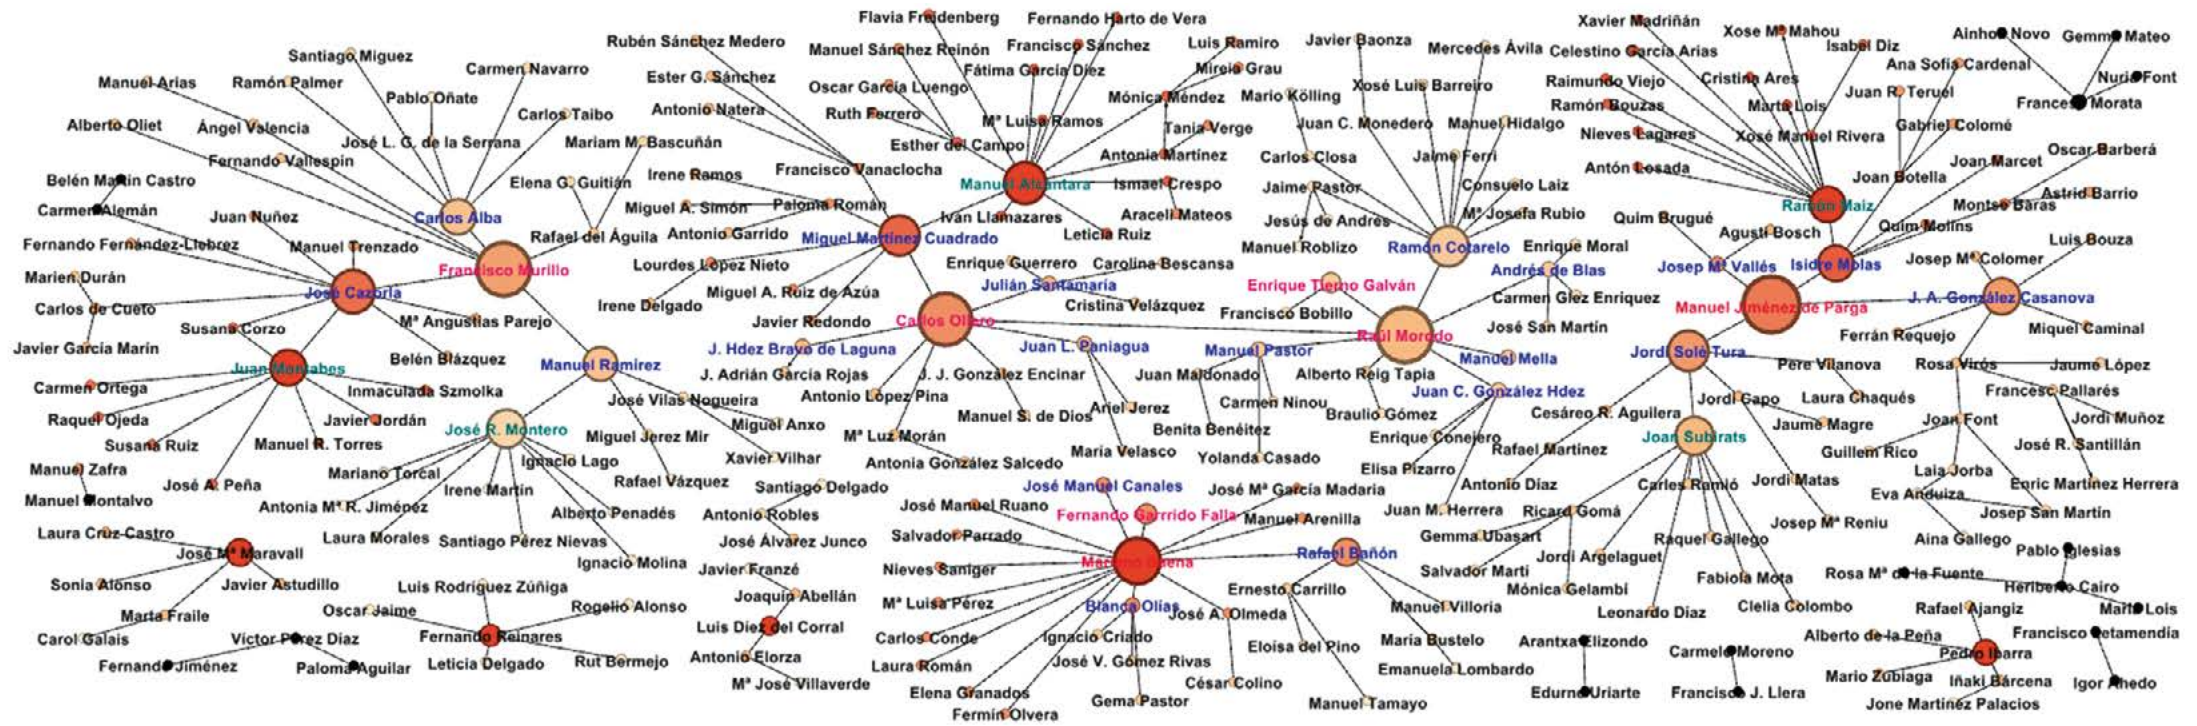 Flavia Freidenberg
Fernando Harto de Vera
Xavier Madriñán
Xose Mª Mahou
Ainhoa Novo
Gemma Mateo
Rubén Sánchez Medero
Manuel Sánchez Reinón
Francisco Sánchez
Luis Ramiro
Javier Baonza
Mercedes Ávila
Celestino García Arias
Isabel Diz
Santiago Miguez
Carmen Navarro
Ester G. Sánchez
Fátima García Díez
Mireia Grau
Ana Sofía Cardenal
Nuria Font
Manuel Arias
Ramón Palmer
Pablo Oñate
Antonio Natera
Oscar García Luengo
Mónica Méndez
Mario Kölling
Xosé Luis Barreiro
Raimundo Viejo
Cristina Ares
Juan R. Teruel
Francesc Morata
Carlos Taibo
Ruth Ferrero
Mª Luisa Ramos
Tania Verge
Juan C. Monedero
Manuel Hidalgo
Ramón Bouzas
Marta Lois
Gabriel Colomé
Alberto Oliet
Ángel Valencia
José L. G. de la Serrana
Mariam M. Bascuñán
Esther del Campo
Antonia Martínez
Carlos Closa
Jaime Ferri
Nieves Lagares
Xosé Manuel Rivera
Oscar Barberá
Fernando Vallespín
Francisco Vanaclocha
Antón Losada
Joan Marcet
Belén Martín Castro
Elena G. Guitián
Irene Ramos
Manuel Alcántara
Ismael Crespo
Jaime Pastor
Consuelo Laiz
Joan Botella
Astrid Barrio
Carmen Alemán
Juan Nuñez
Carlos Alba
Miguel A. Simón
Paloma Román
Iván Llamazares
Araceli Mateos
Jesús de Andrés
Mª Josefa Rubio
Ramón Maiz
Montse Baras
Quim Brugué
Agusti Bosch
Quim Molins
Fernando Fernández-Llebrez
Manuel Trenzado
Rafael del Águila
Antonio Garrido
Miguel Martínez Cuadrado
Leticia Ruiz
Manuel Roblizo
Ramón Cotarelo
Enrique Moral
Luis Bouza
Francisco Murillo
Lourdes López Nieto
Enrique Guerrero
Carolina Bescansa
Andrés de Blas
Josep Mª Vallés
Isidre Molas
Josep Mª Colomer
Marien Durán
José Cazorla
Miguel A. Ruiz de Azúa
Julián Santamaría
Enrique Tierno Galván
Carmen Glez Enriquez
J. A. González Casanova
Carlos de Cueto
Irene Delgado
Cristina Velázquez
Francisco Bobillo
Manuel Jiménez de Parga
Susana Corzo
Mª Angustias Parejo
Javier Redondo
Carlos Ollero
Raúl Morodo
José San Martín
Ferrán Requejo
Miquel Caminal
Javier García Marín
Belén Blázquez
J. Hdez Bravo de Laguna
Juan L. Paniagua
Manuel Pastor
Manuel Mella
Jordi Solé Tura
Juan Montabes
Manuel Ramírez
J. Adrián García Rojas
J. J. González Encinar
Juan Maldonado
Alberto Reig Tapia
Pere Vilanova
Rosa Virós
Jaume López
Carmen Ortega
Inmaculada Szmolka
José Vilas Nogueira
Antonio López Pina
Juan C. González Hdez
Laura Chaqués
Francesc Pallarés
Raquel Ojeda
Javier Jordán
Miguel Anxo
Manuel S. de Dios
Ariel Jerez
Carmen Ninou
Braulio Gómez
Cesáreo R. Aguilera
Jordi Capo
Jordi Muñoz
Susana Ruiz
Manuel R. Torres
José R. Montero
Miguel Jerez Mir
Mª Luz Morán
Benita Benéitez
Enrique Conejero
Jaume Magre
Joan Font
Joan Subirats
José R. Santillán
Manuel Zafra
Mariano Torcal
Ignacio Lago
Xavier Vilhar
Antonia González Salcedo
María Velasco
Yolanda Casado
Elisa Pizarro
Rafael Martínez
Guillem Rico
José A. Peña
Irene Martín
Rafael Vázquez
Santiago Delgado
José Manuel Canales
José Mª García Madaria
Antonio Díaz
Carles Ramió
Jordi Matas
Laia Jorba
Enric Martínez Herrera
Manuel Montalvo
Antonia Mª R. Jiménez
Alberto Penadés
Antonio Robles
José Manuel Ruano
Fernando Garrrido Falla
Manuel Arenilla
Juan M. Herrera
Ricard Gomá
Eva Anduiza
Josep San Martín
Laura Cruz-Castro
Laura Morales
Santiago Pérez Nievas
José Álvarez Junco
Salvador Parrado
Gemma Ubasart
Raquel Gallego
Josep Mª Reniu
Aina Gallego
José Mª Maravall
Ignacio Molina
Javier Franzé
Nieves Saniger
Mariano Baena
Rafael Bañón
Salvador Martí
Jordi Argelaguet
Pablo Iglesias
Sonia Alonso
Javier Astudillo
Luis Rodríguez Zúñiga
Joaquín Abellán
Mª Luisa Pérez
Blanca Olías
Ernesto Carrillo
Mónica Gelambí
Fabiola Mota
Rosa Mª de la Fuente
Heriberto Cairo
Marta Fraile
Oscar Jaime
Rogelio Alonso
José A. Olmeda
Manuel Villoria
Leonardo Díaz
Clelia Colombo
Rafael Ajangiz
Marta Lois
Carol Galais
Víctor Pérez Díaz
Fernando Reinares
Luis Díez del Corral
Carlos Conde
Ignacio Criado
Eloísa del Pino
María Bustelo
Arantxa Elizondo
Alberto de la Peña
Francisco Letamendía
Fernando Jiménez
Paloma Aguilar
Leticia Delgado
Rut Bermejo
Antonio Elorza
Laura Román
José V. Gómez Rivas
Emanuela Lombardo
Carmelo Moreno
Pedro Ibarra
Mª José Villaverde
Elena Granados
Gema Pastor
César Colino
Manuel Tamayo
Edurne Uriarte
Francisco J. Llera
Mario Zubiaga
Iñaki Bárcena
Igor Ahedo
Fermín Olvera
Jone Martínez Palacios